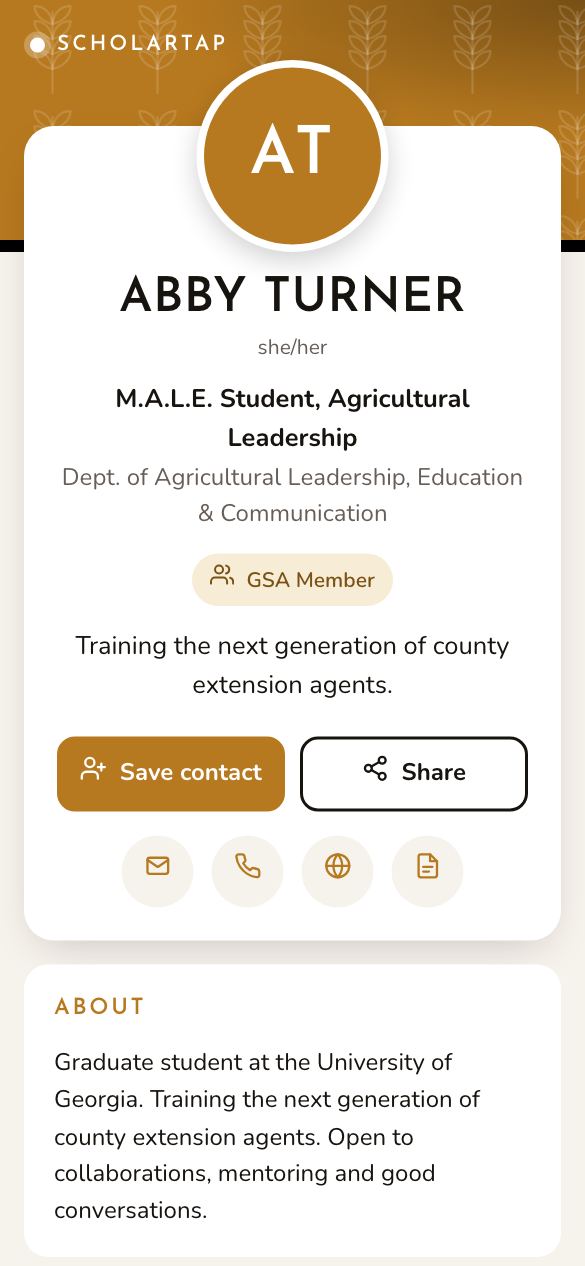 SCHOLARTAP
AT
ABBY TURNER
she/her
M.A.L.E. Student, Agricultural
Leadership
Dept. of Agricultural Leadership, Education
& Communication
GSA Member
Training the next generation of county
extension agents.
Save contact
Share
ABOUT
Graduate student at the University of
Georgia. Training the next generation of
county extension agents. Open to
collaborations, mentoring and good
conversations.